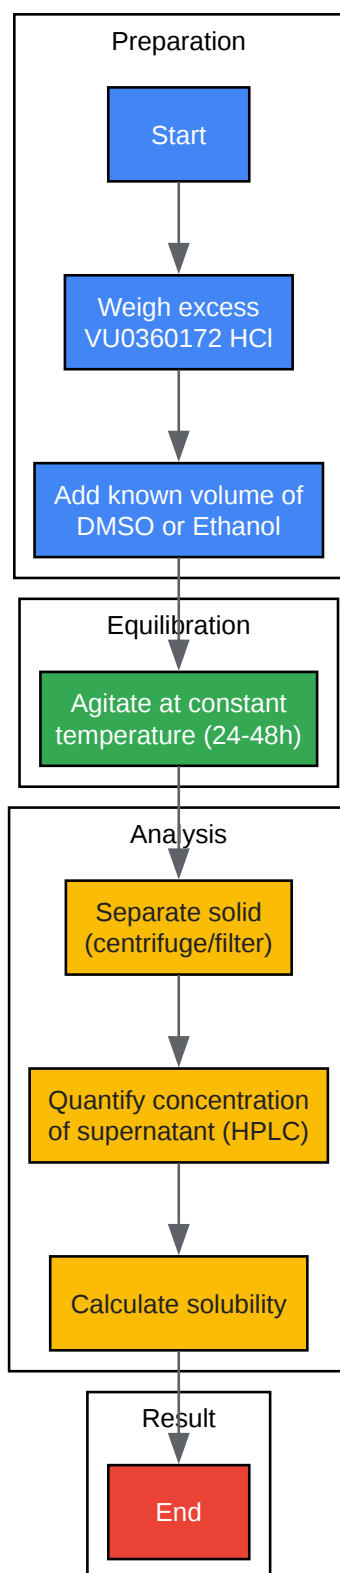 Preparation
Start
Weigh excess
VU0360172 HCl
Add known volume of
DMSO or Ethanol
Equilibration
Agitate at constant
temperature (24-48h)
Analysis
Separate solid
(centrifuge/filter)
Quantify concentration
of supernatant (HPLC)
Calculate solubility
Result
End